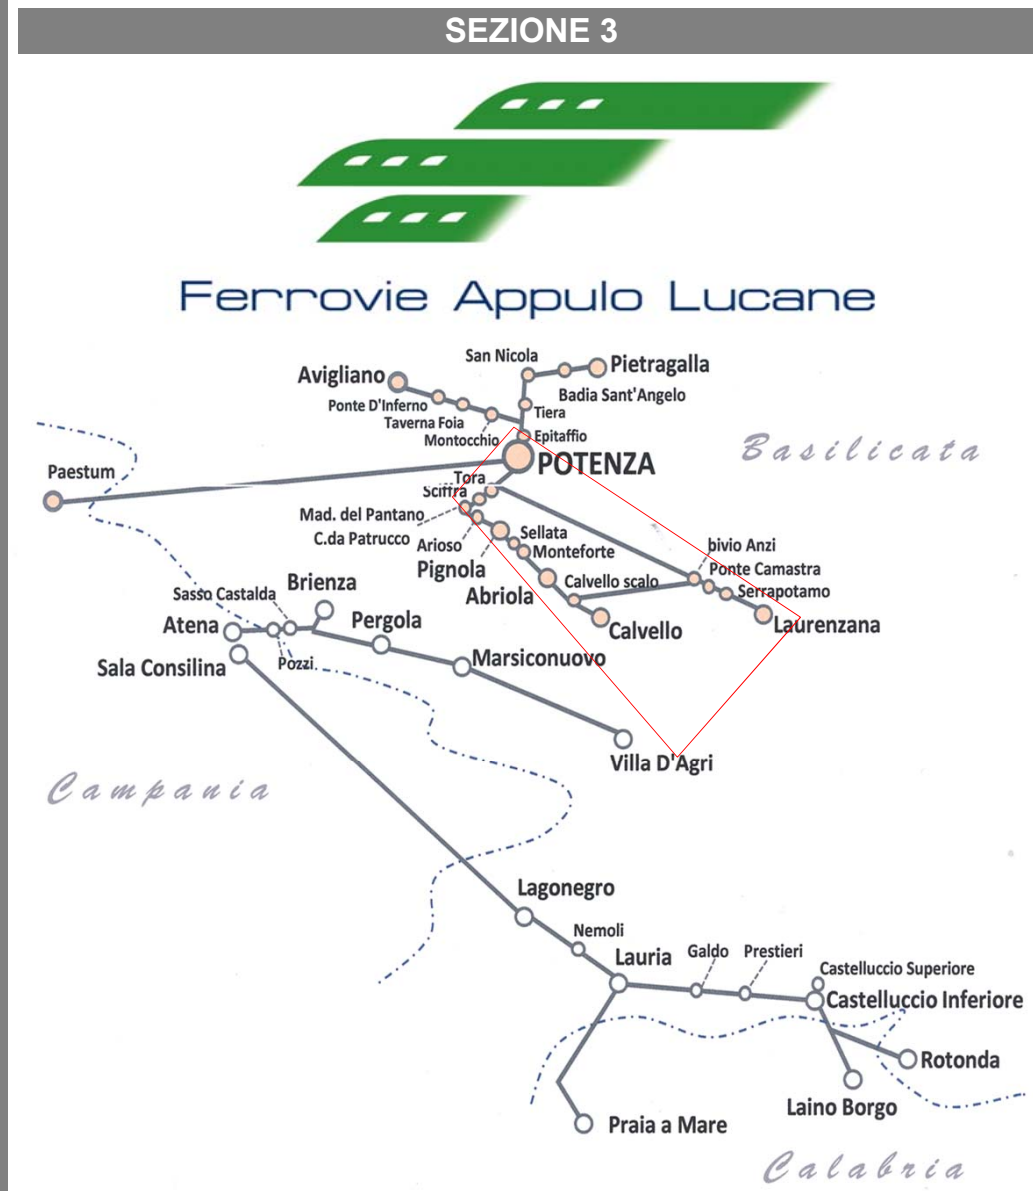 SEZIONE 3
Ferrovie Appulo Lucane
San Nicola
Pietragalla
Avigliano
Badia Sant'Angelo
Ponte D'Inferno
Tiera
Taverna Foia
Montocchio
Epitaffio
Basilicata
POTENZA
Paestum
Tora
Sciffra
Mad. del Pantano
C.da Patrucco
Sellata
Arioso
Monteforte
bivio Anzi
Pignola
Ponte Camastra
Brienza
Calvello scalo
Serrapotamo
Sasso Castalda
Abriola
Pergola
Atena
Calvello
Laurenzana
Sala Consilina
Pozzi
Marsiconuovo
Villa D'Agri
Campania
Lagonegro
Nemoli
Lauria
Galdo
Prestieri
Castelluccio Superiore
Castelluccio Inferiore
Rotonda
Laino Borgo
Praia a Mare
Calabria